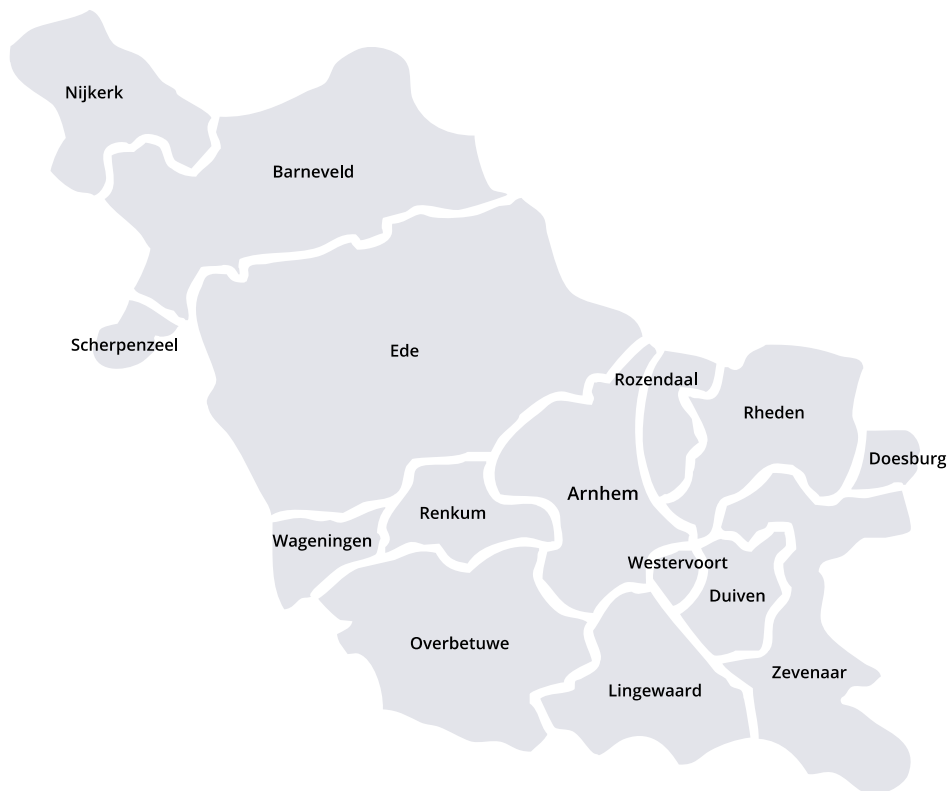 Nijkerk
Barneveld
Scherpenzeel
Ede
Rozendaal
Rheden
Doesburg
Arnhem
Renkum
Wageningen
Westervoort
Duiven
Overbetuwe
Zevenaar
Lingewaard